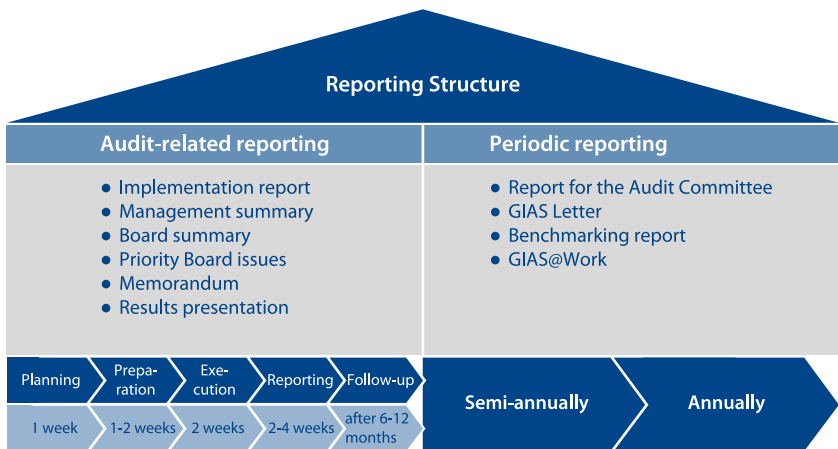 Reporting Structure
Audit-related reporting
● Implementation report
● Management summary
● Board summary
● Priority Board issues
● Memorandum
● Results presentation
Periodic reporting
● Report for the Audit Committee
● GIAS Letter
● Benchmarking report
● GIAS@Work
Planning
Prepa-
ration
Exe-
cution
Reporting
Follow-up
1 week
1-2 weeks
2 weeks
2-4 weeks
after 6-12
months
Semi-annually
Annually